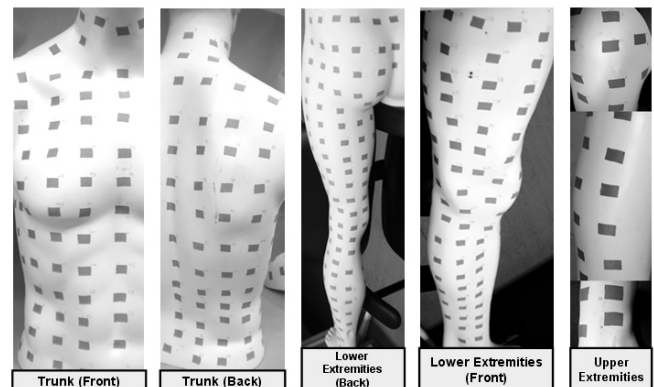 Trunk (Front)
Trunk (Back)
Lower
Extremities
(Back)
Lower Extremities
(Front)
Upper
Extremities